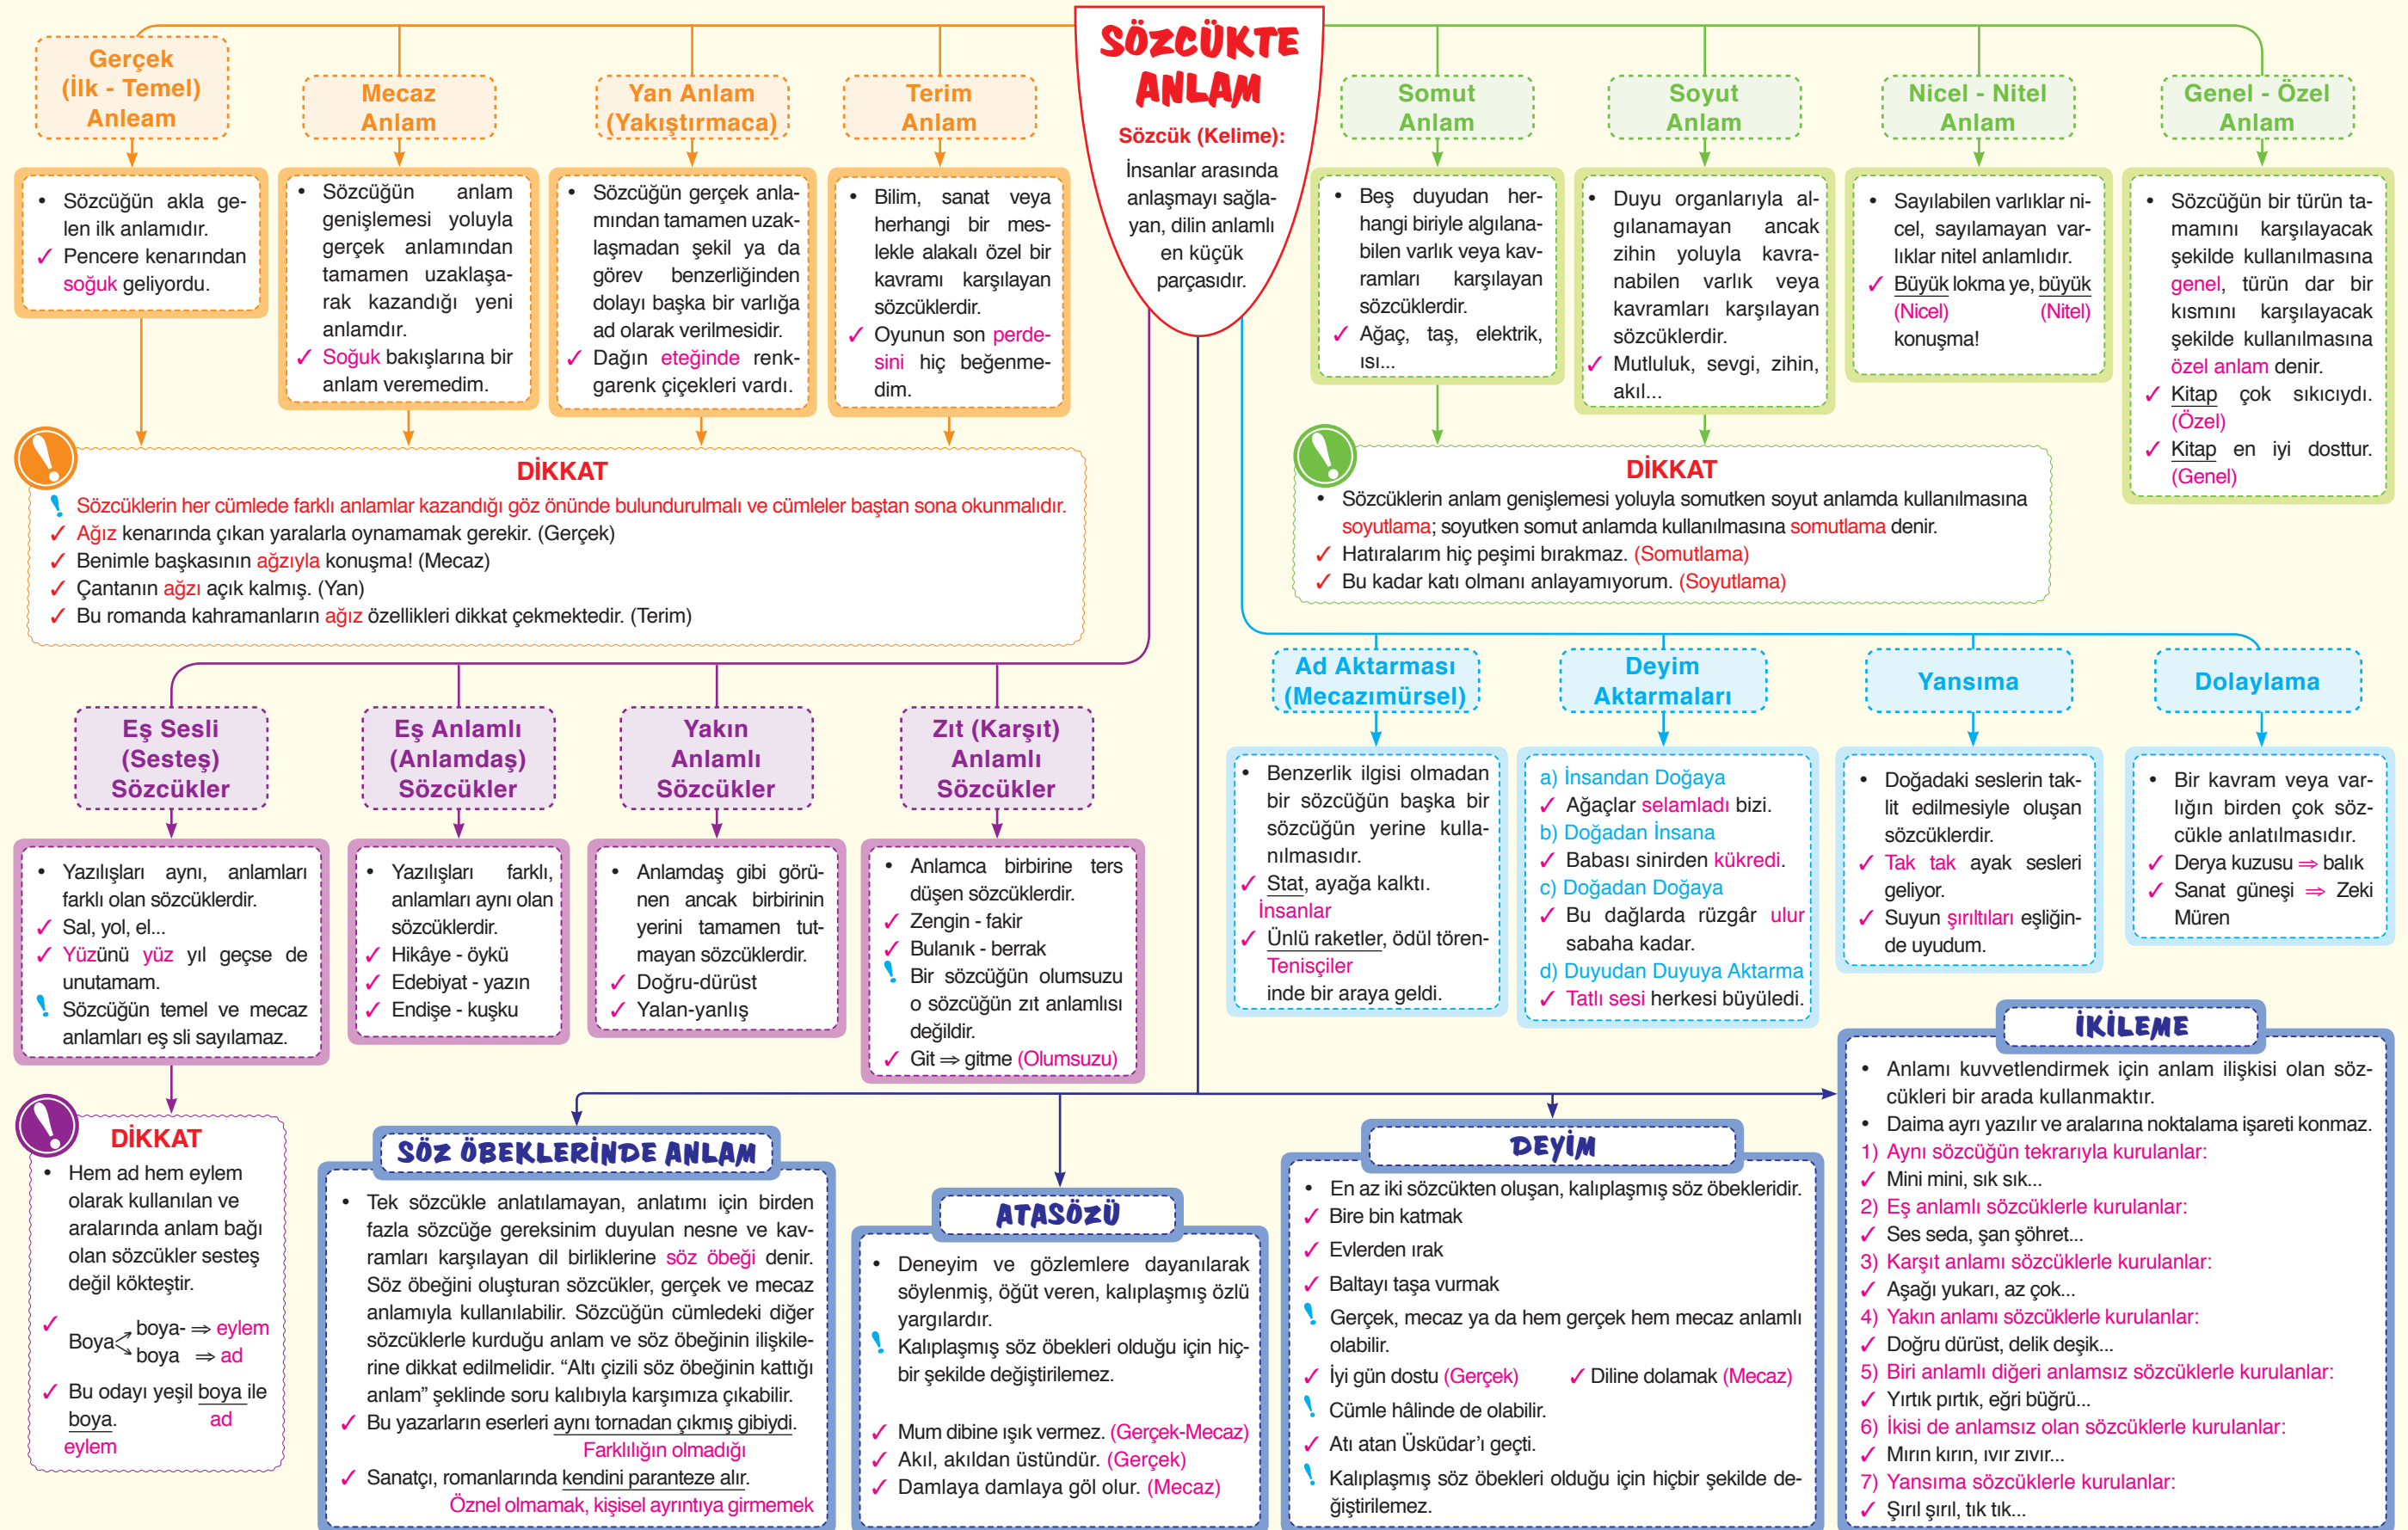 SÖZCÜKTE
ANLAM
Sözcük (Kelime):
İnsanlar arasında
anlaşmayı sağla-
yan, dilin anlamlı
en küçük
parçasıdır.
Gerçek
(İlk - Temel)
Anleam
• Sözcüğün akla ge-
len ilk anlamıdır.
✓ Pencere kenarından
soğuk geliyordu.
Mecaz
Anlam
• Sözcüğün anlam
genişlemesi yoluyla
gerçek anlamından
tamamen uzaklaşa-
rak kazandığı yeni
anlamdır.
✓ Soğuk bakışlarına bir
anlam veremedim.
Yan Anlam
(Yakıştırmaca)
• Sözcüğün gerçek anla-
mından tamamen uzak-
laşmadan şekil ya da
görev benzerliğinden
dolayı başka bir varlığa
ad olarak verilmesidir.
✓ Dağın eteğinde renk-
garenk çiçekleri vardı.
Terim
Anlam
• Bilim, sanat veya
herhangi bir mes-
lekle alakalı özel bir
kavramı karşılayan
sözcüklerdir.
✓ Oyunun son perde-
sini hiç beğenme-
dim.
DİKKAT
! Sözcüklerin her cümlede farklı anlamlar kazandığı göz önünde bulundurulmalı ve cümleler baştan sona okunmalıdır.
✓ Ağız kenarında çıkan yaralarla oynamamak gerekir. (Gerçek)
✓ Benimle başkasının ağzıyla konuşma! (Mecaz)
✓ Çantanın ağzı açık kalmış. (Yan)
✓ Bu romanda kahramanların ağız özellikleri dikkat çekmektedir. (Terim)
Somut
Anlam
• Beş duyudan her-
hangi biriyle algılana-
bilen varlık veya kav-
ramları karşılayan
sözcüklerdir.
✓ Ağaç, taş, elektrik,
ısı...
Soyut
Anlam
• Duyu organlarıyla al-
gılanamayan ancak
zihin yoluyla kavra-
nabilen varlık veya
kavramları karşılayan
sözcüklerdir.
✓ Mutluluk, sevgi, zihin,
akıl...
Nicel - Nitel
Anlam
• Sayılabilen varlıklar ni-
cel, sayılamayan var-
lıklar nitel anlamlıdır.
✓ Büyük lokma ye, büyük
(Nicel) (Nitel)
konuşma!
Genel - Özel
Anlam
• Sözcüğün bir türün ta-
mamını karşılayacak
şekilde kullanılmasına
genel, türün dar bir
kısmını karşılayacak
şekilde kullanılmasına
özel anlam denir.
✓ Kitap çok sıkıcıydı.
(Özel)
✓ Kitap en iyi dosttur.
(Genel)
DİKKAT
• Sözcüklerin anlam genişlemesi yoluyla somutken soyut anlamda kullanılmasına
soyutlama; soyutken somut anlamda kullanılmasına somutlama denir.
✓ Hatıralarım hiç peşimi bırakmaz. (Somutlama)
✓ Bu kadar katı olmanı anlayamıyorum. (Soyutlama)
Eş Sesli
(Sesteş)
Sözcükler
• Yazılışları aynı, anlamları
farklı olan sözcüklerdir.
✓ Sal, yol, el...
✓ Yüzünü yüz yıl geçse de
unutamam.
! Sözcüğün temel ve mecaz
anlamları eş sli sayılamaz.
DİKKAT
• Hem ad hem eylem
olarak kullanılan ve
aralarında anlam bağı
olan sözcükler sesteş
değil kökteştir.
✓ Boya
boya- ⇒ eylem
boya ⇒ ad
✓ Bu odayı yeşil boya ile
boya. ad
eylem
Eş Anlamlı
(Anlamdaş)
Sözcükler
• Yazılışları farklı,
anlamları aynı olan
sözcüklerdir.
✓ Hikâye - öykü
✓ Edebiyat - yazın
✓ Endişe - kuşku
Yakın
Anlamlı
Sözcükler
• Anlamdaş gibi görü-
nen ancak birbirinin
yerini tamamen tut-
mayan sözcüklerdir.
✓ Doğru-dürüst
✓ Yalan-yanlış
Zıt (Karşıt)
Anlamlı
Sözcükler
• Anlamca birbirine ters
düşen sözcüklerdir.
✓ Zengin - fakir
✓ Bulanık - berrak
! Bir sözcüğün olumsuzu
o sözcüğün zıt anlamlısı
değildir.
✓ Git ⇒ gitme (Olumsuzu)
Ad Aktarması
(Mecazımürsel)
• Benzerlik ilgisi olmadan
bir sözcüğün başka bir
sözcüğün yerine kulla-
nılmasıdır.
✓ Stat, ayağa kalktı.
İnsanlar
✓ Ünlü raketler, ödül tören-
Tenisçiler
inde bir araya geldi.
Deyim
Aktarmaları
a) İnsandan Doğaya
✓ Ağaçlar selamladı bizi.
b) Doğadan İnsana
✓ Babası sinirden kükredi.
c) Doğadan Doğaya
✓ Bu dağlarda rüzgâr ulur
sabaha kadar.
d) Duyudan Duyuya Aktarma
✓ Tatlı sesi herkesi büyüledi.
Yansıma
• Doğadaki seslerin tak-
lit edilmesiyle oluşan
sözcüklerdir.
✓ Tak tak ayak sesleri
geliyor.
✓ Suyun şırıltıları eşliğin-
de uyudum.
Dolaylama
• Bir kavram veya var-
lığın birden çok söz-
cükle anlatılmasıdır.
✓ Derya kuzusu ⇒ balık
✓ Sanat güneşi ⇒ Zeki
Müren
SÖZ ÖBEKLERİNDE ANLAM
• Tek sözcükle anlatılamayan, anlatımı için birden
fazla sözcüğe gereksinim duyulan nesne ve kav-
ramları karşılayan dil birliklerine söz öbeği denir.
Söz öbeğini oluşturan sözcükler, gerçek ve mecaz
anlamıyla kullanılabilir. Sözcüğün cümledeki diğer
sözcüklerle kurduğu anlam ve söz öbeğinin ilişkile-
rine dikkat edilmelidir. “Altı çizili söz öbeğinin kattığı
anlam” şeklinde soru kalıbıyla karşımıza çıkabilir.
✓ Bu yazarların eserleri aynı tornadan çıkmış gibiydi.
Farklılığın olmadığı
✓ Sanatçı, romanlarında kendini paranteze alır.
Öznel olmamak, kişisel ayrıntıya girmemek
ATASÖZÜ
• Deneyim ve gözlemlere dayanılarak
söylenmiş, öğüt veren, kalıplaşmış özlü
yargılardır.
! Kalıplaşmış söz öbekleri olduğu için hiç-
bir şekilde değiştirilemez.
✓ Mum dibine ışık vermez. (Gerçek-Mecaz)
✓ Akıl, akıldan üstündür. (Gerçek)
✓ Damlaya damlaya göl olur. (Mecaz)
DEYİM
• En az iki sözcükten oluşan, kalıplaşmış söz öbekleridir.
✓ Bire bin katmak
✓ Evlerden ırak
✓ Baltayı taşa vurmak
! Gerçek, mecaz ya da hem gerçek hem mecaz anlamlı
olabilir.
✓ İyi gün dostu (Gerçek) ✓ Diline dolamak (Mecaz)
! Cümle hâlinde de olabilir.
✓ Atı atan Üsküdar’ı geçti.
! Kalıplaşmış söz öbekleri olduğu için hiçbir şekilde de-
ğiştirilemez.
İKİLEME
• Anlamı kuvvetlendirmek için anlam ilişkisi olan söz-
cükleri bir arada kullanmaktır.
• Daima ayrı yazılır ve aralarına noktalama işareti konmaz.
1) Aynı sözcüğün tekrarıyla kurulanlar:
✓ Mini mini, sık sık...
2) Eş anlamlı sözcüklerle kurulanlar:
✓ Ses seda, şan şöhret...
3) Karşıt anlamı sözcüklerle kurulanlar:
✓ Aşağı yukarı, az çok...
4) Yakın anlamı sözcüklerle kurulanlar:
✓ Doğru dürüst, delik deşik...
5) Biri anlamlı diğeri anlamsız sözcüklerle kurulanlar:
✓ Yırtık pırtık, eğri büğrü...
6) İkisi de anlamsız olan sözcüklerle kurulanlar:
✓ Mırın kırın, ıvır zıvır...
7) Yansıma sözcüklerle kurulanlar:
✓ Şırıl şırıl, tık tık...